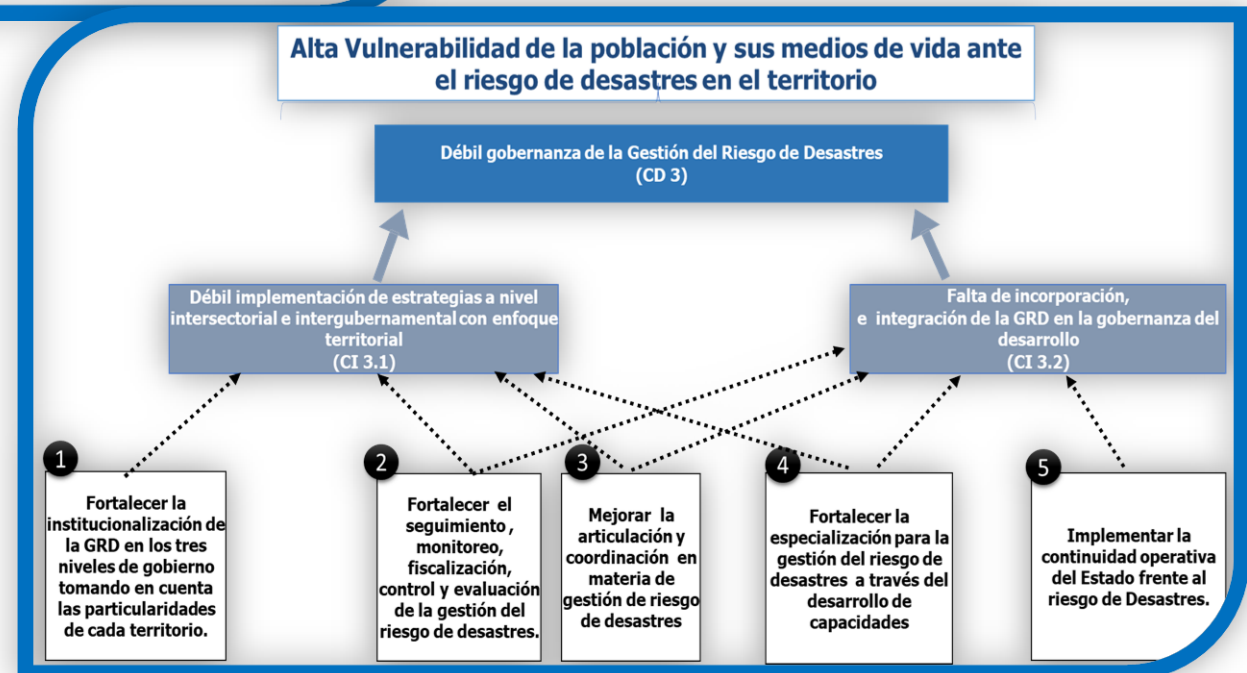 Alta Vulnerabilidad de la población y sus medios de vida ante
el riesgo de desastres en el territorio
Débil gobernanza de la Gestión del Riesgo de Desastres
(CD 3)
Débil implementación de estrategias a nivel
intersectorial e intergubernamental con enfoque
territorial
(CI 3.1)
Falta de incorporación,
e integración de la GRD en la gobernanza del
desarrollo
(CI 3.2)
1
Fortalecer la
institucionalización de
la GRD en los tres
niveles de gobierno
tomando en cuenta
las particularidades
de cada territorio.
2
Fortalecer el
seguimiento ,
monitoreo,
fiscalización,
control y evaluación
de la gestión del
riesgo de desastres.
3
Mejorar la
articulación y
coordinación en
materia de
gestión de riesgo
de desastres
4
Fortalecer la
especialización para la
gestión del riesgo de
desastres a través del
desarrollo de
capacidades
5
Implementar la
continuidad operativa
del Estado frente al
riesgo de Desastres.